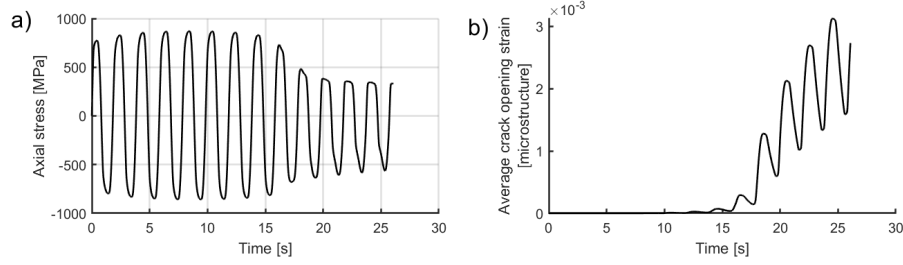 a)
1000
500
0
-500
-1000
Axial stress [MPa]
0 5 10 15 20 25 30
Time [s]
b)
×10⁻³
3
2
1
0
Average crack opening strain
[microstructure]
0 5 10 15 20 25 30
Time [s]